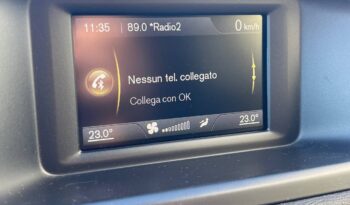 11:35 89.0 *Radio2 0 km/h
Nessun tel. collegato
Collega con OK
23.0° 23.0°